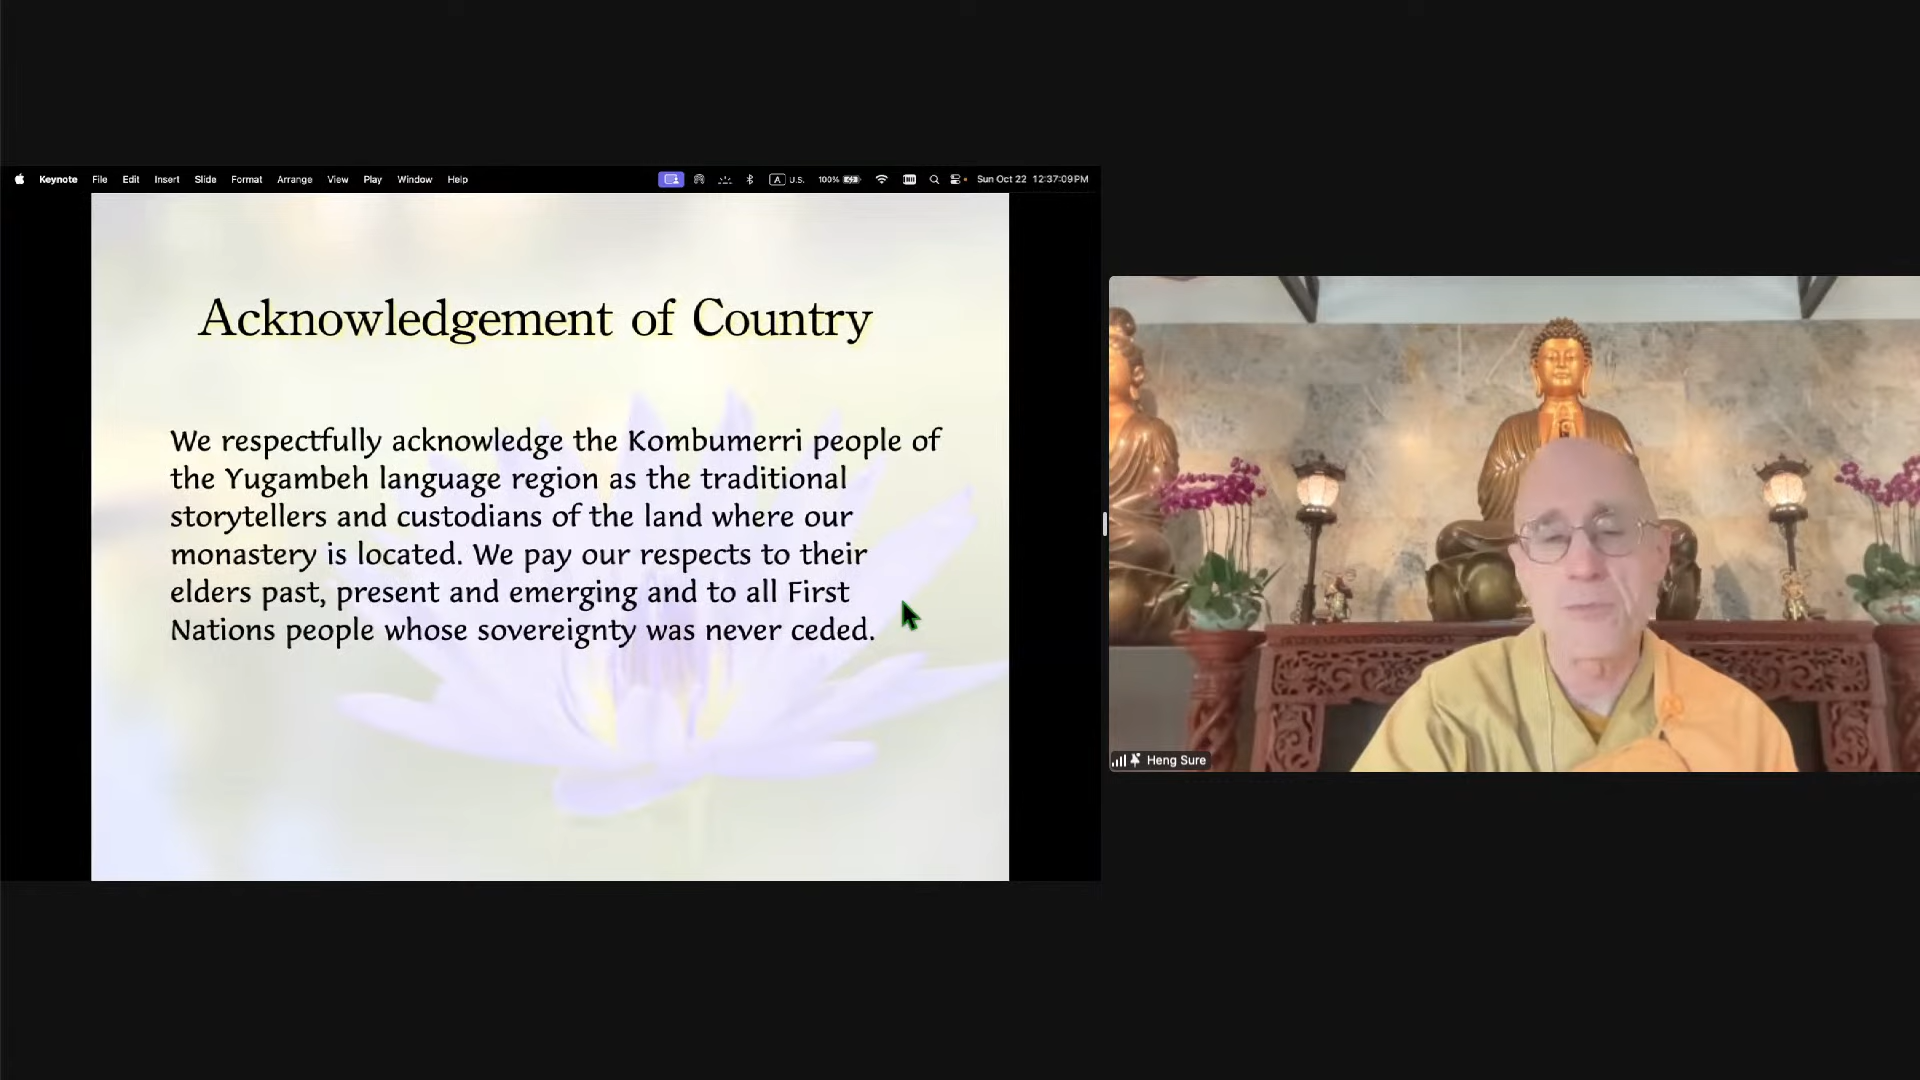 Keynote File Edit Insert Slide Format Arrange View Play Window Help A U.S. 100% Sun Oct 22 12:37:09 PM
Acknowledgement of Country
We respectfully acknowledge the Kombumerri people of
the Yugambeh language region as the traditional
storytellers and custodians of the land where our
monastery is located. We pay our respects to their
elders past, present and emerging and to all First
Nations people whose sovereignty was never ceded.
Heng Sure